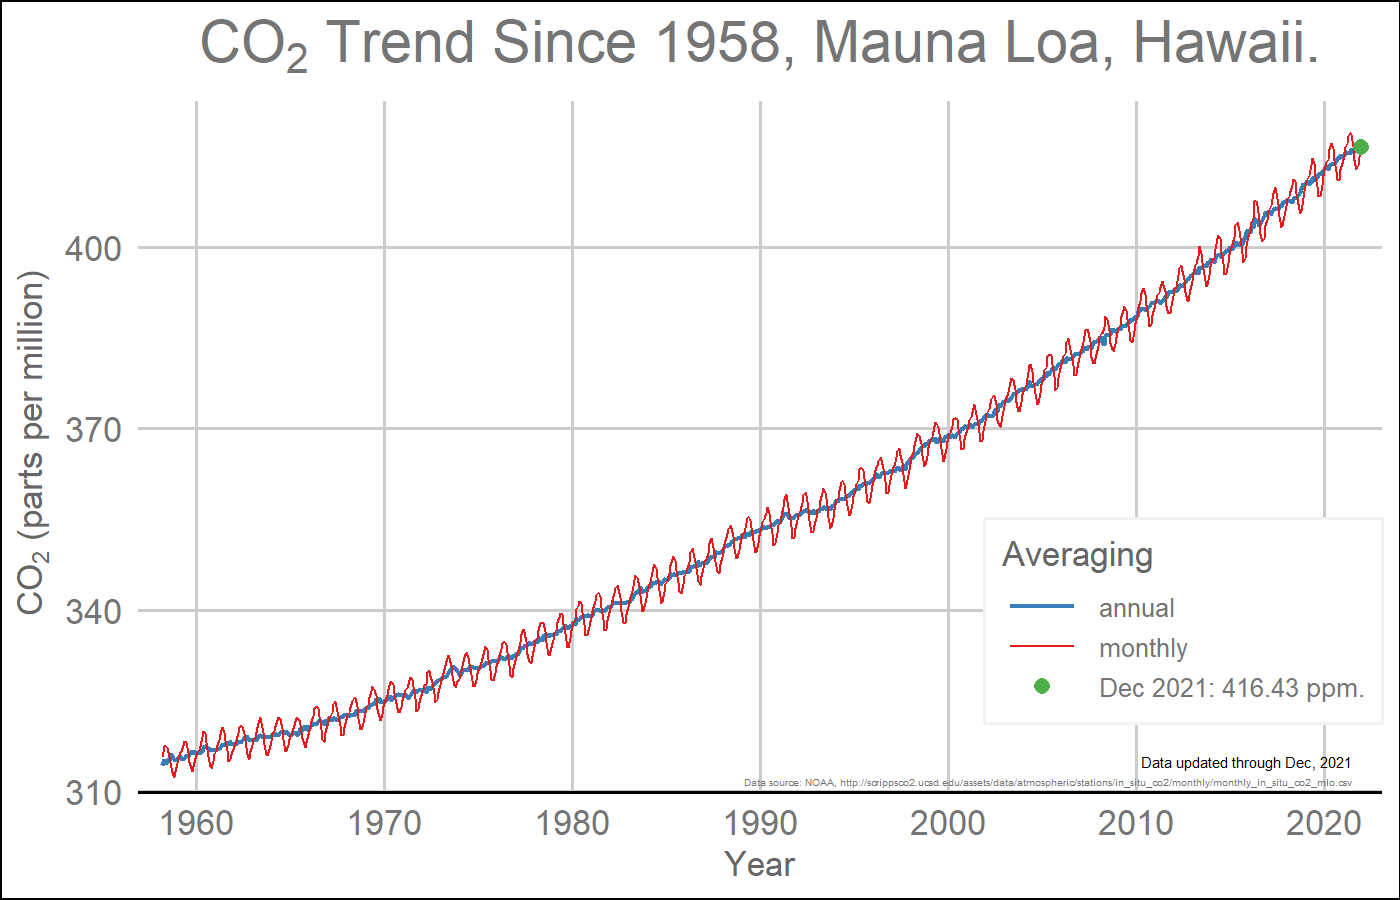 CO2 Trend Since 1958, Mauna Loa, Hawaii.
CO2 (parts per million)
400
370
340
310
Averaging
annual
monthly
Dec 2021: 416.43 ppm.
Data updated through Dec, 2021
Data source: NOAA, http://scrippsco2.ucsd.edu/assets/data/atmospheric/stations/in_situ_co2/monthly/monthly_in_situ_co2_mlo.csv
1960 1970 1980 1990 2000 2010 2020
Year